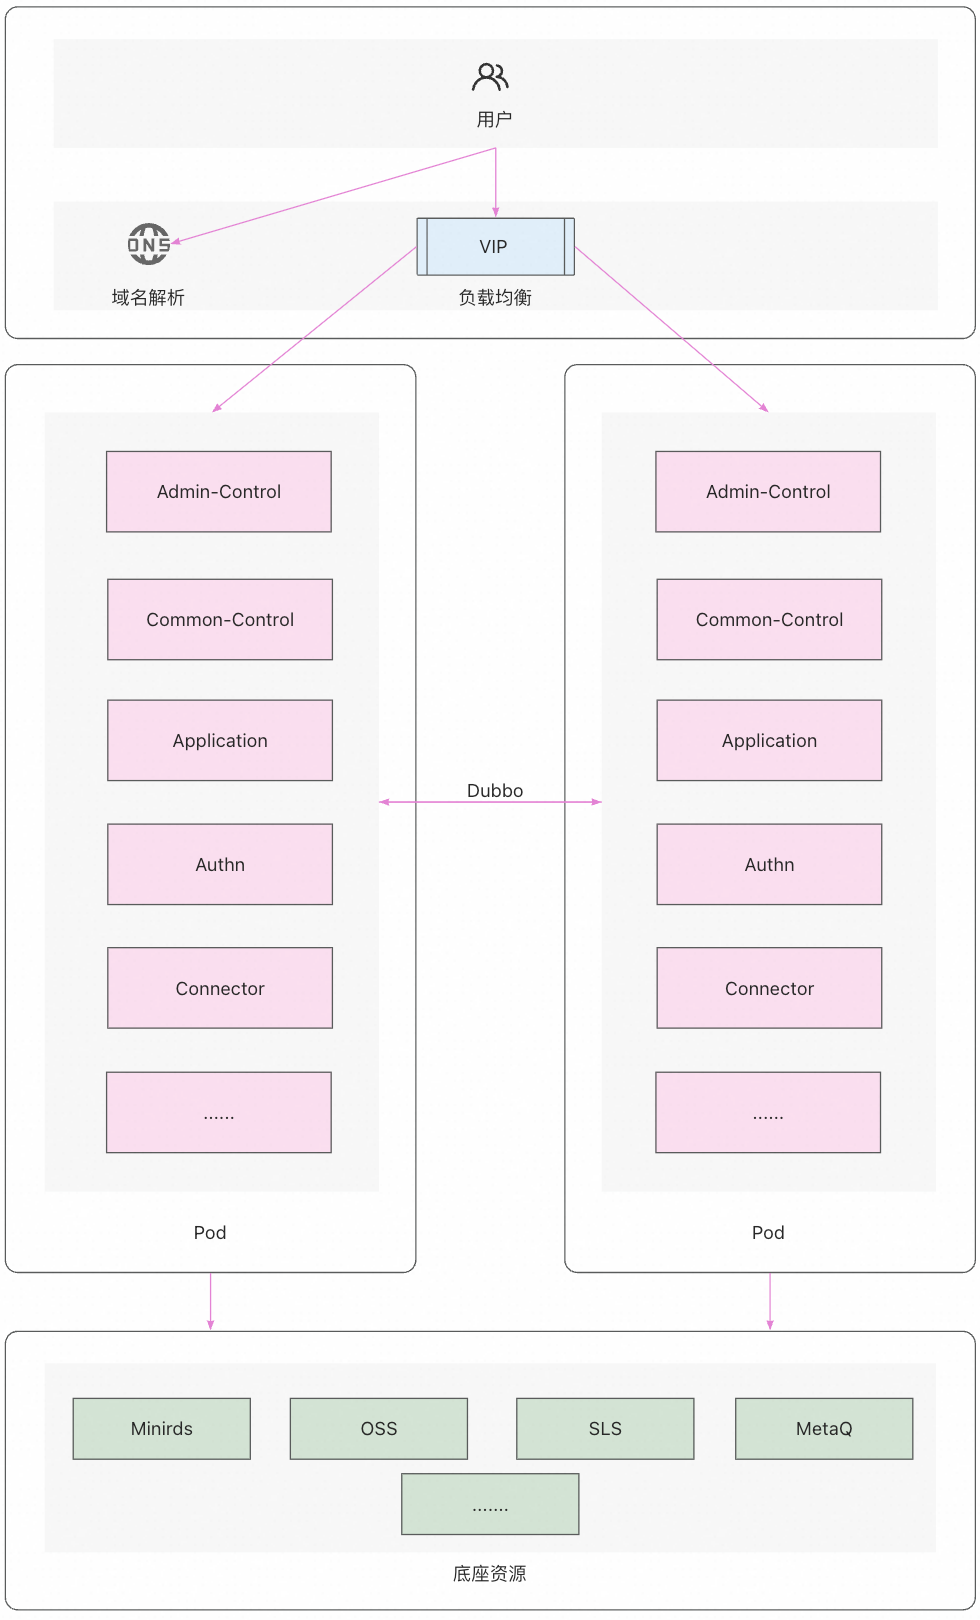 用户
DNS
VIP
域名解析
负载均衡
Admin-Control
Admin-Control
Common-Control
Common-Control
Application
Application
Dubbo
Authn
Authn
Connector
Connector
......
......
Pod
Pod
Minirds
OSS
SLS
MetaQ
.......
底座资源